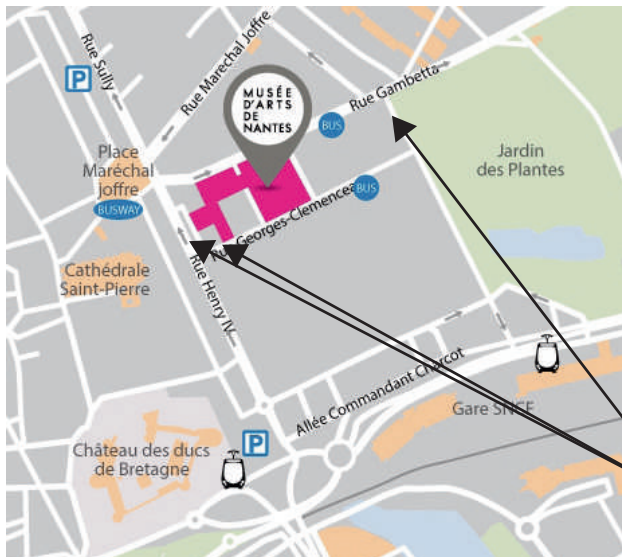 Rue Sully
P
Rue Marechal Joffre
MUSÉE
D'ARTS
DE
NANTES
Rue Gambetta
BUS
Place
Maréchal
joffre
BUSWAY
Jardin
des Plantes
BUS
Rue Georges-Clemenceau
Cathédrale
Saint-Pierre
Rue Henry IV
Allée Commandant Charcot
Gare SNCF
Château des ducs
de Bretagne
P